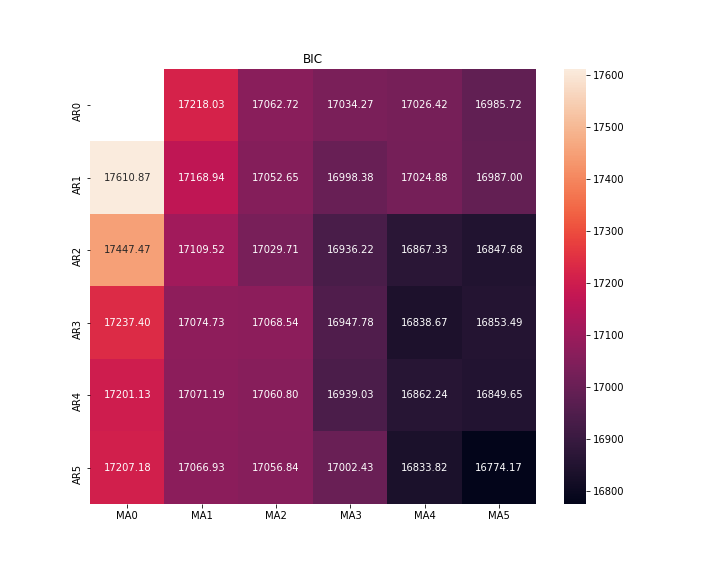 BIC
AR0 17218.03 17062.72 17034.27 17026.42 16985.72
AR1 17610.87 17168.94 17052.65 16998.38 17024.88 16987.00
AR2 17447.47 17109.52 17029.71 16936.22 16867.33 16847.68
AR3 17237.40 17074.73 17068.54 16947.78 16838.67 16853.49
AR4 17201.13 17071.19 17060.80 16939.03 16862.24 16849.65
AR5 17207.18 17066.93 17056.84 17002.43 16833.82 16774.17
MA0 MA1 MA2 MA3 MA4 MA5
17600
17500
17400
17300
17200
17100
17000
16900
16800